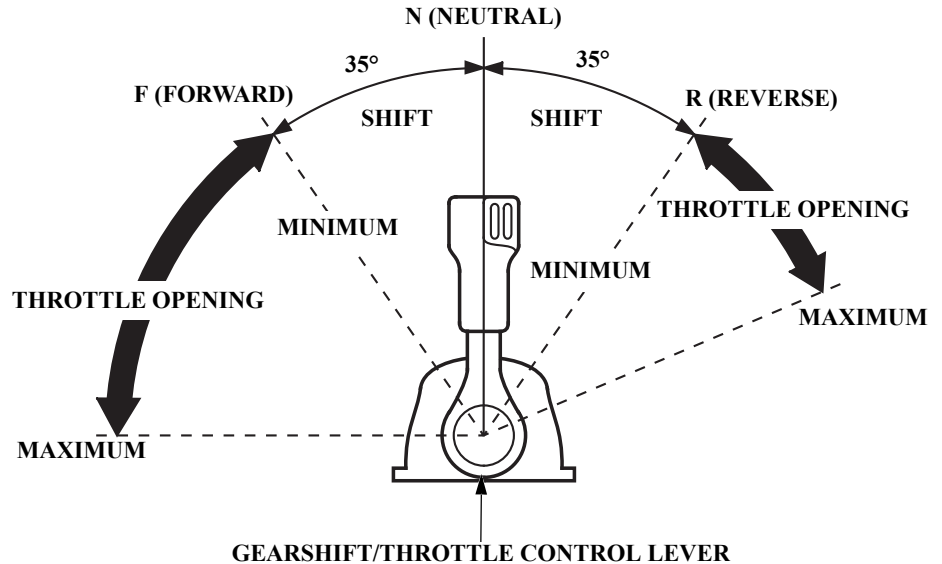 N (NEUTRAL)
35°
35°
F (FORWARD)
R (REVERSE)
SHIFT
SHIFT
THROTTLE OPENING
MINIMUM
MINIMUM
THROTTLE OPENING
MAXIMUM
MAXIMUM
GEARSHIFT/THROTTLE CONTROL LEVER